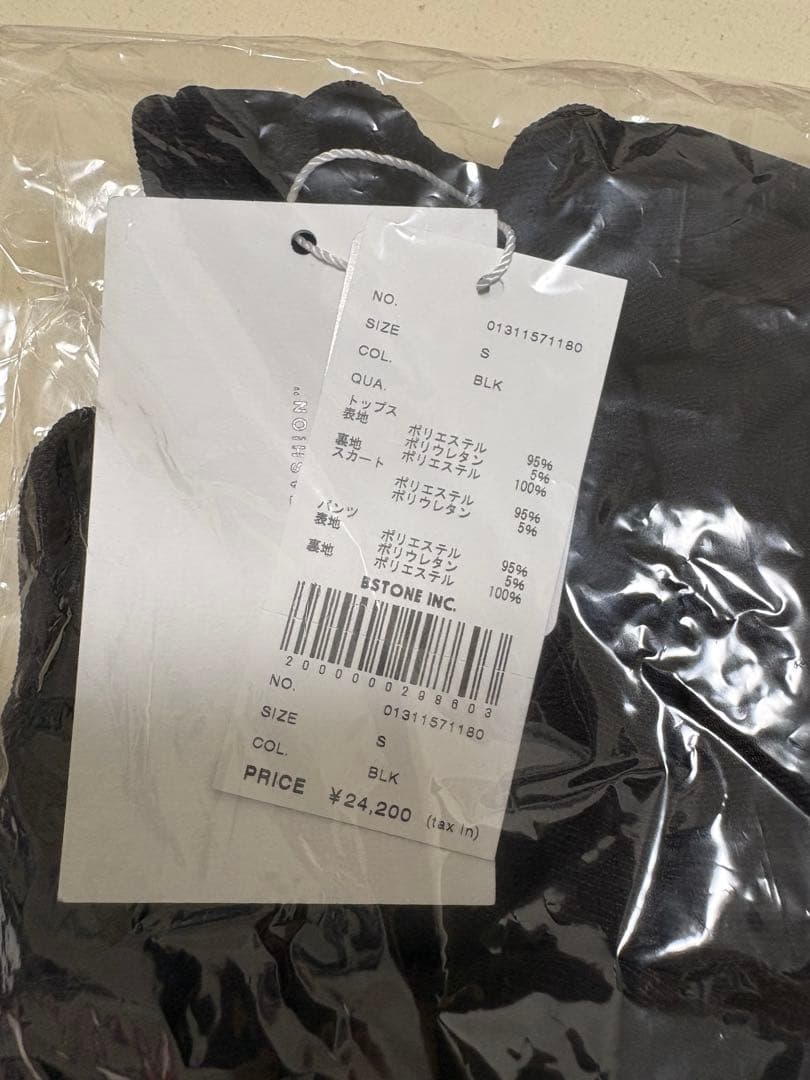 NO. 01311571180
SIZE S
COL. BLK
QUA.
トップス
表地 ポリエステル 95%
ポリウレタン 5%
裏地 ポリエステル 100%
スカート
ポリエステル 95%
ポリウレタン 5%
パンツ
表地 ポリエステル 95%
ポリウレタン 5%
裏地 ポリエステル 100%
BSTONE INC.
2000000298603
NO. 01311571180
SIZE S
COL. BLK
PRICE ¥24,200 (tax in)